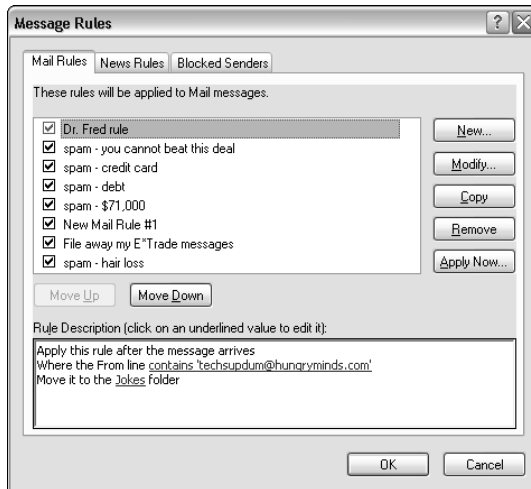 Message Rules
Mail Rules News Rules Blocked Senders
These rules will be applied to Mail messages.
Dr. Fred rule
spam - you cannot beat this deal
spam - credit card
spam - debt
spam - $71,000
New Mail Rule #1
File away my E*Trade messages
spam - hair loss
New...
Modify...
Copy
Remove
Apply Now...
Move Up Move Down
Rule Description (click on an underlined value to edit it):
Apply this rule after the message arrives
Where the From line contains 'techsupdum@hungryminds.com'
Move it to the Jokes folder
OK Cancel